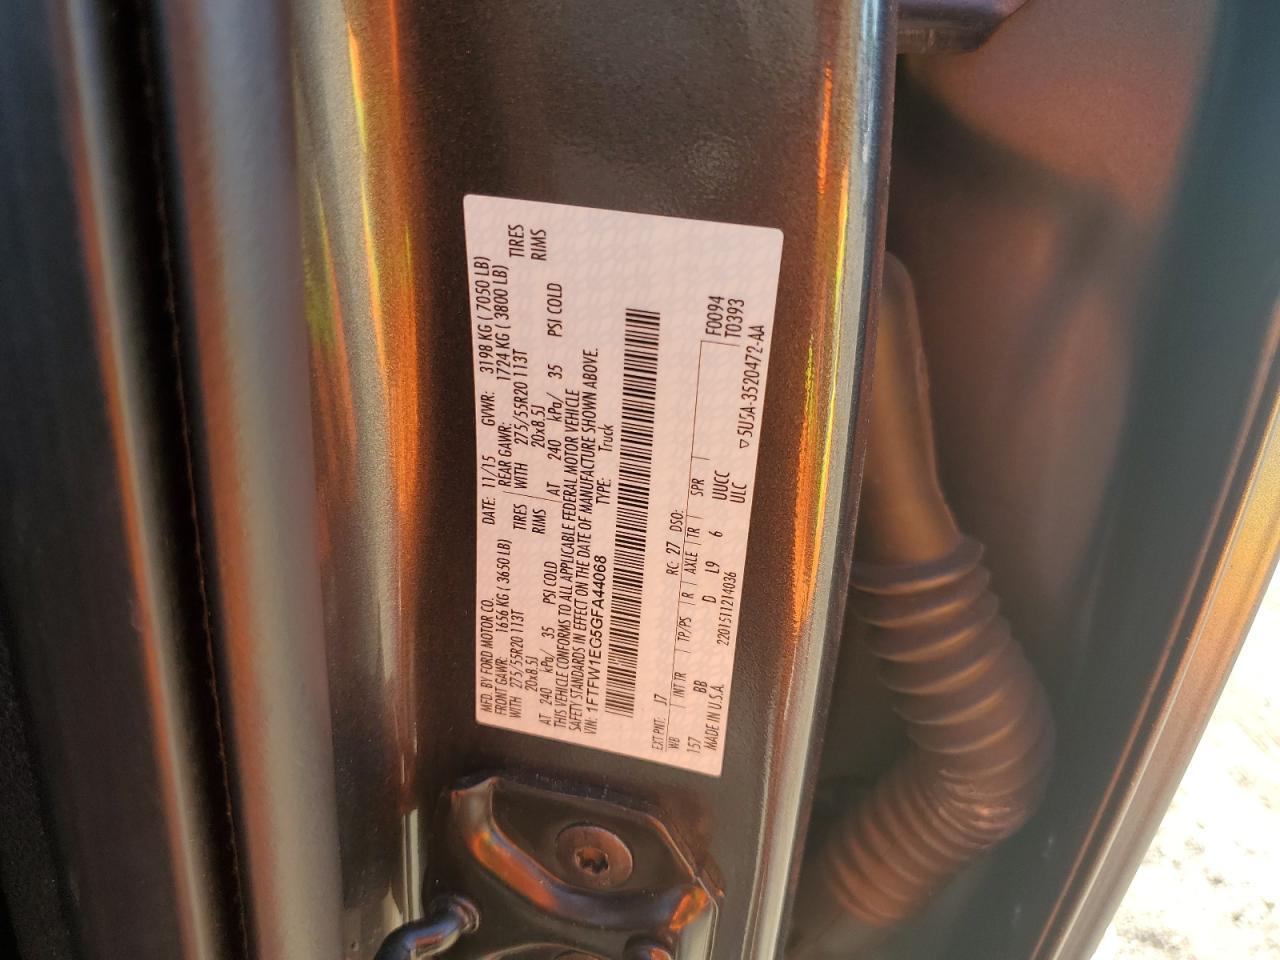 MFD. BY FORD MOTOR CO. DATE: 11/15 GVWR: 3198 KG ( 7050 LB)
FRONT GAWR: 1656 KG ( 3650 LB) REAR GAWR: 1724 KG ( 3800 LB)
WITH 275/55R20 113T TIRES WITH 275/55R20 113T TIRES
20x8.5J RIMS 20x8.5J RIMS
AT 240 kPa/ 35 PSI COLD AT 240 kPa/ 35 PSI COLD
THIS VEHICLE CONFORMS TO ALL APPLICABLE FEDERAL MOTOR VEHICLE
SAFETY STANDARDS IN EFFECT ON THE DATE OF MANUFACTURE SHOWN ABOVE.
VIN: 1FTFW1EG5GFA44068 TYPE: Truck
EXT PNT: J7 RC: 27 DSO: F0094
WB INT TR TP/PS R AXLE TR SPR T0393
157 BB D L9 6 UUCC
MADE IN U.S.A. 2201511214036 ULC ▽5U5A-3520472-AA